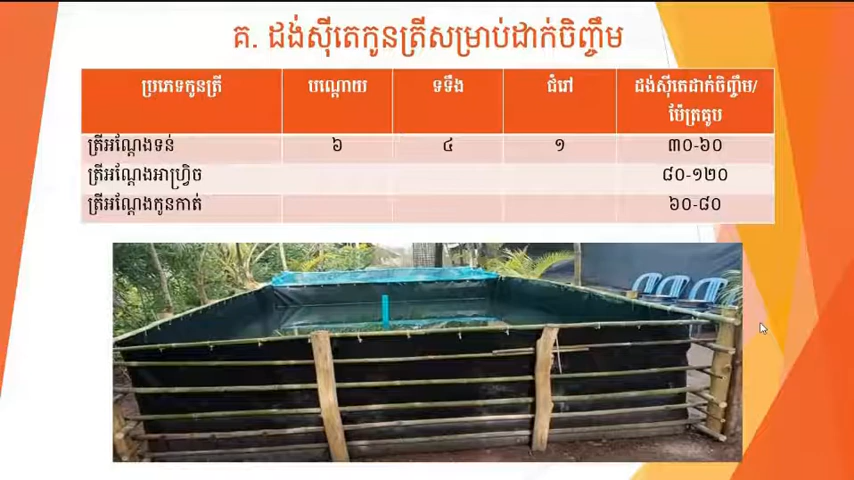 គ. ដង់ស៊ីតេកូនត្រីសម្រាប់ដាក់ចិញ្ចឹម
ប្រភេទកូនត្រី បណ្ដោយ ទទឹង ជំរៅ ដង់ស៊ីតេដាក់ចិញ្ចឹម/
ម៉ែត្រគូប
ត្រីអណ្ដែងទន់ ៦ ៤ ១ ៣០-៦០
ត្រីអណ្ដែងអាហ្វ្រិច ៨០-១២០
ត្រីអណ្ដែងកូនកាត់ ៦០-៨០